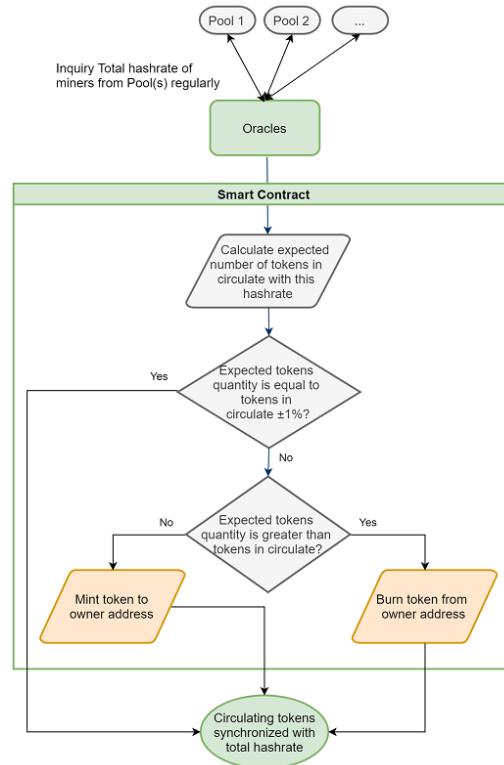 Pool 1
Pool 2
...
Inquiry Total hashrate of
miners from Pool(s) regularly
Oracles
Smart Contract
Calculate expected
number of tokens in
circulate with this
hashrate
Yes
Expected tokens
quantity is equal to
tokens in
circulate ±1%?
No
No
Expected tokens
quantity is greater than
tokens in circulate?
Yes
Mint token to
owner address
Burn token from
owner address
Circulating tokens
synchronized with
total hashrate